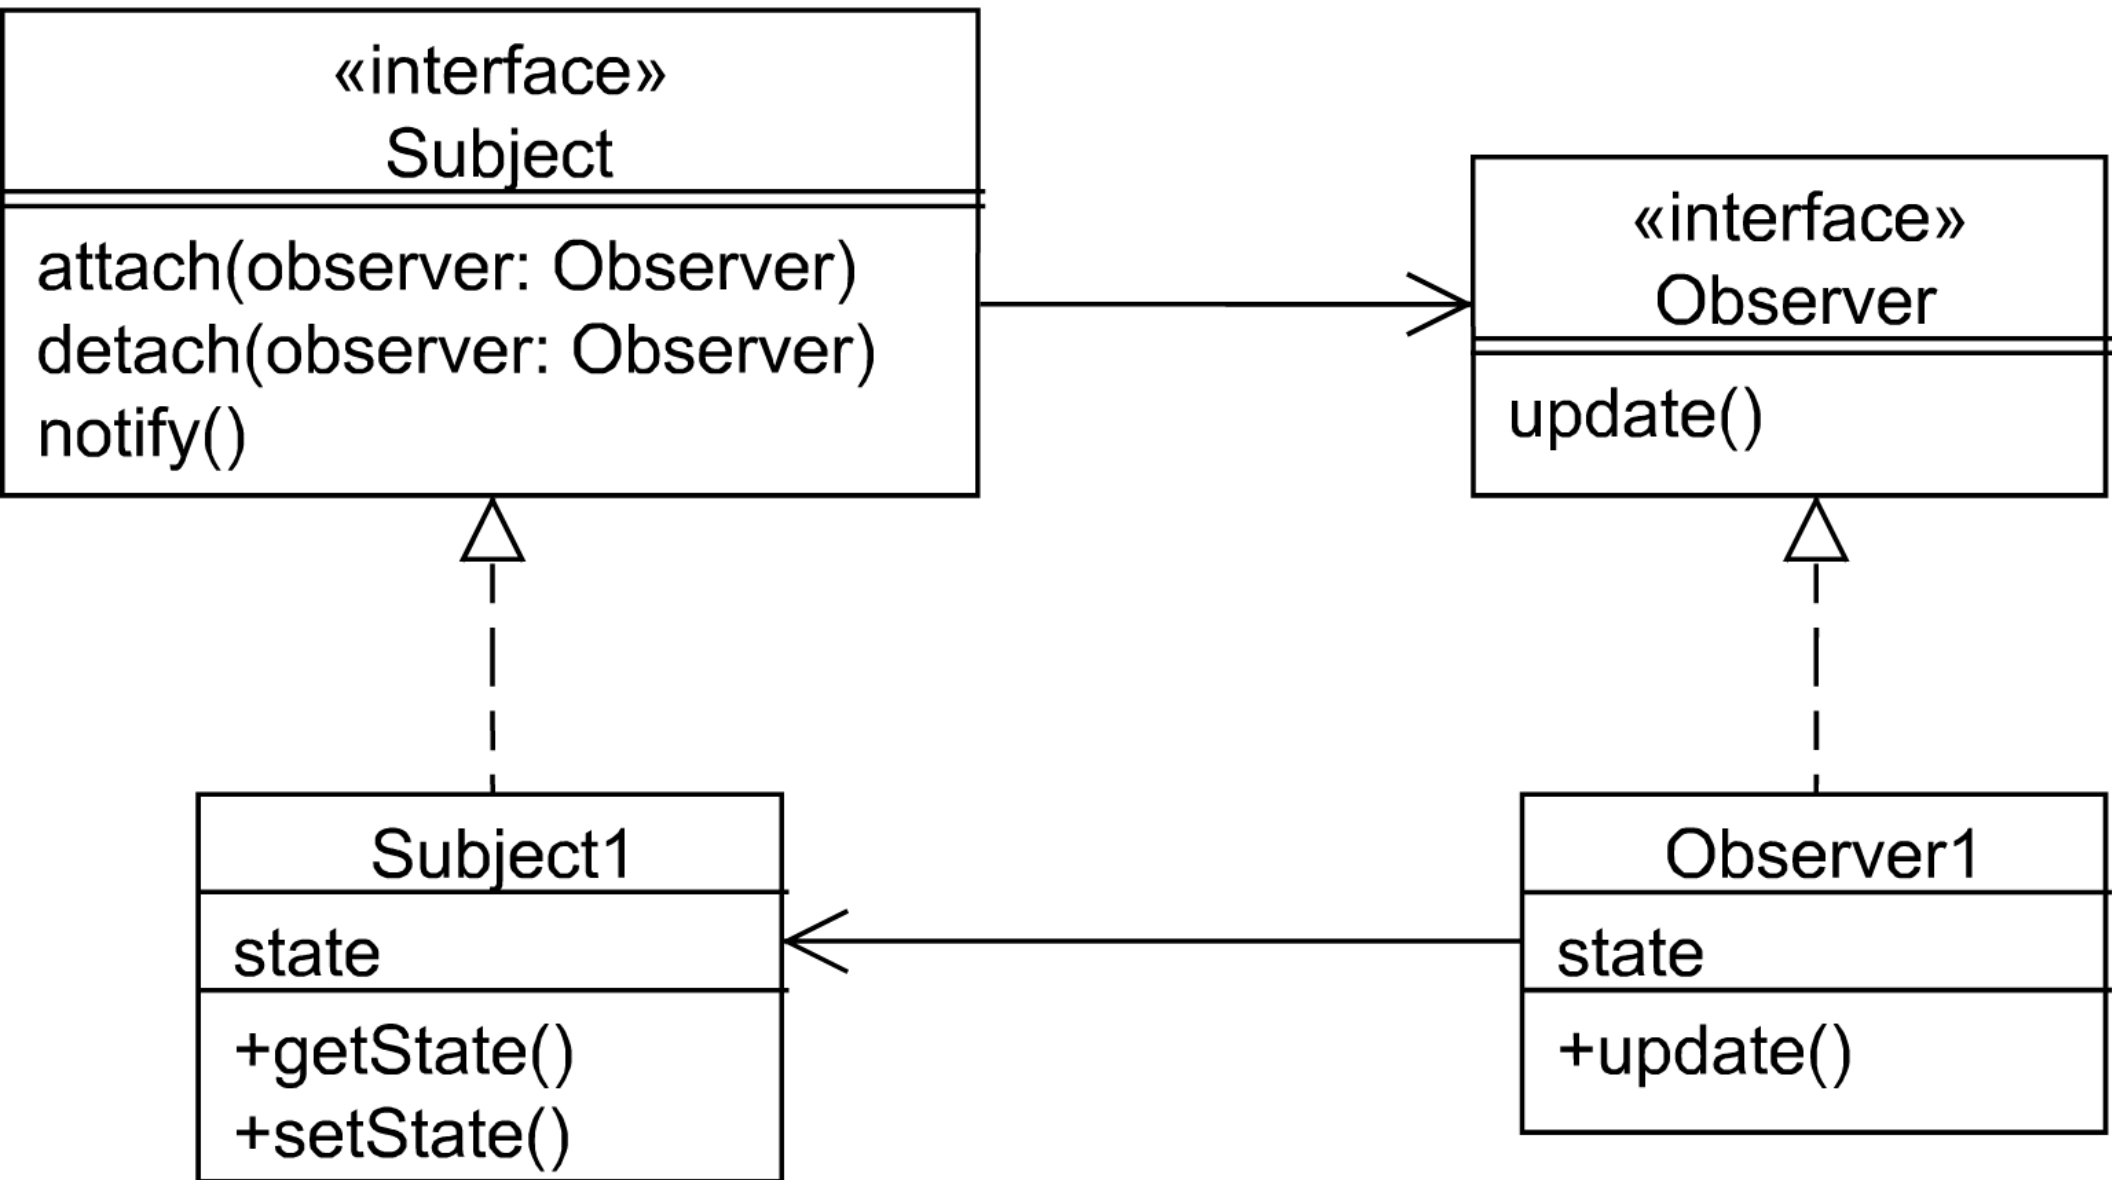 «interface»
Subject
attach(observer: Observer)
detach(observer: Observer)
notify()
«interface»
Observer
update()
Subject1
state
+getState()
+setState()
Observer1
state
+update()